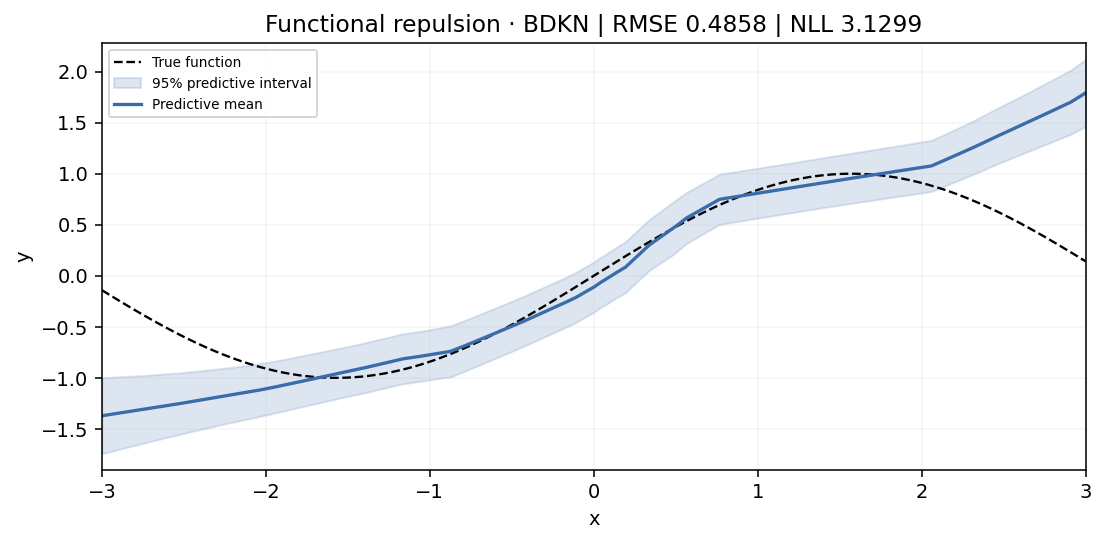 Functional repulsion · BDKN | RMSE 0.4858 | NLL 3.1299
True function
95% predictive interval
Predictive mean
2.0
1.5
1.0
0.5
0.0
−0.5
−1.0
−1.5
y
−3 −2 −1 0 1 2 3
x